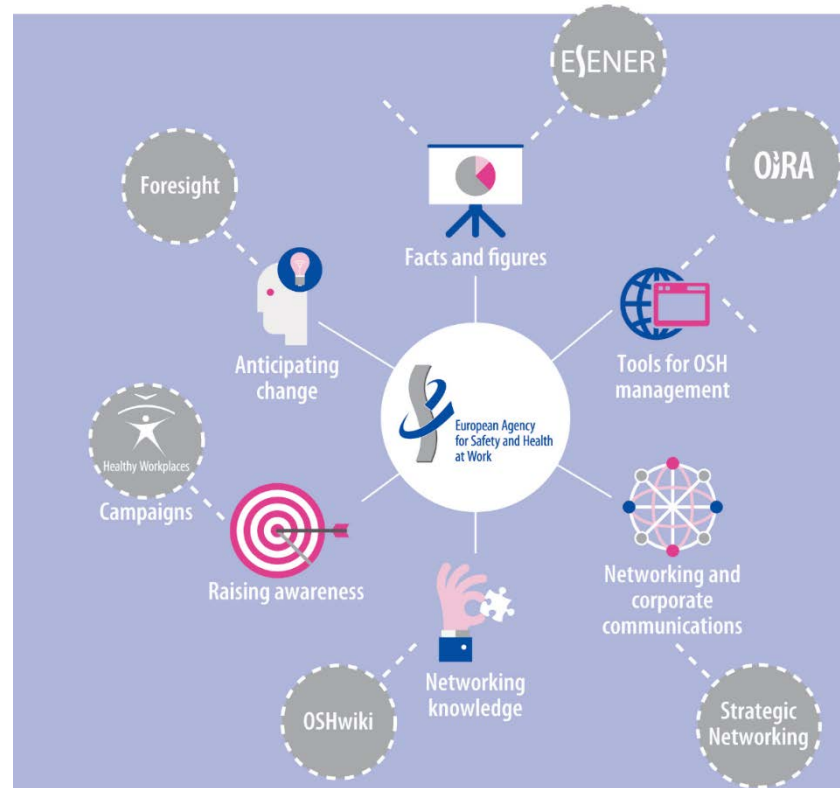 ESENER
OiRA
Foresight
Facts and figures
Anticipating
change
Tools for OSH
management
European Agency
for Safety and Health
at Work
Healthy Workplaces
Campaigns
Raising awareness
Networking and
corporate
communications
Networking
knowledge
OSHwiki
Strategic
Networking